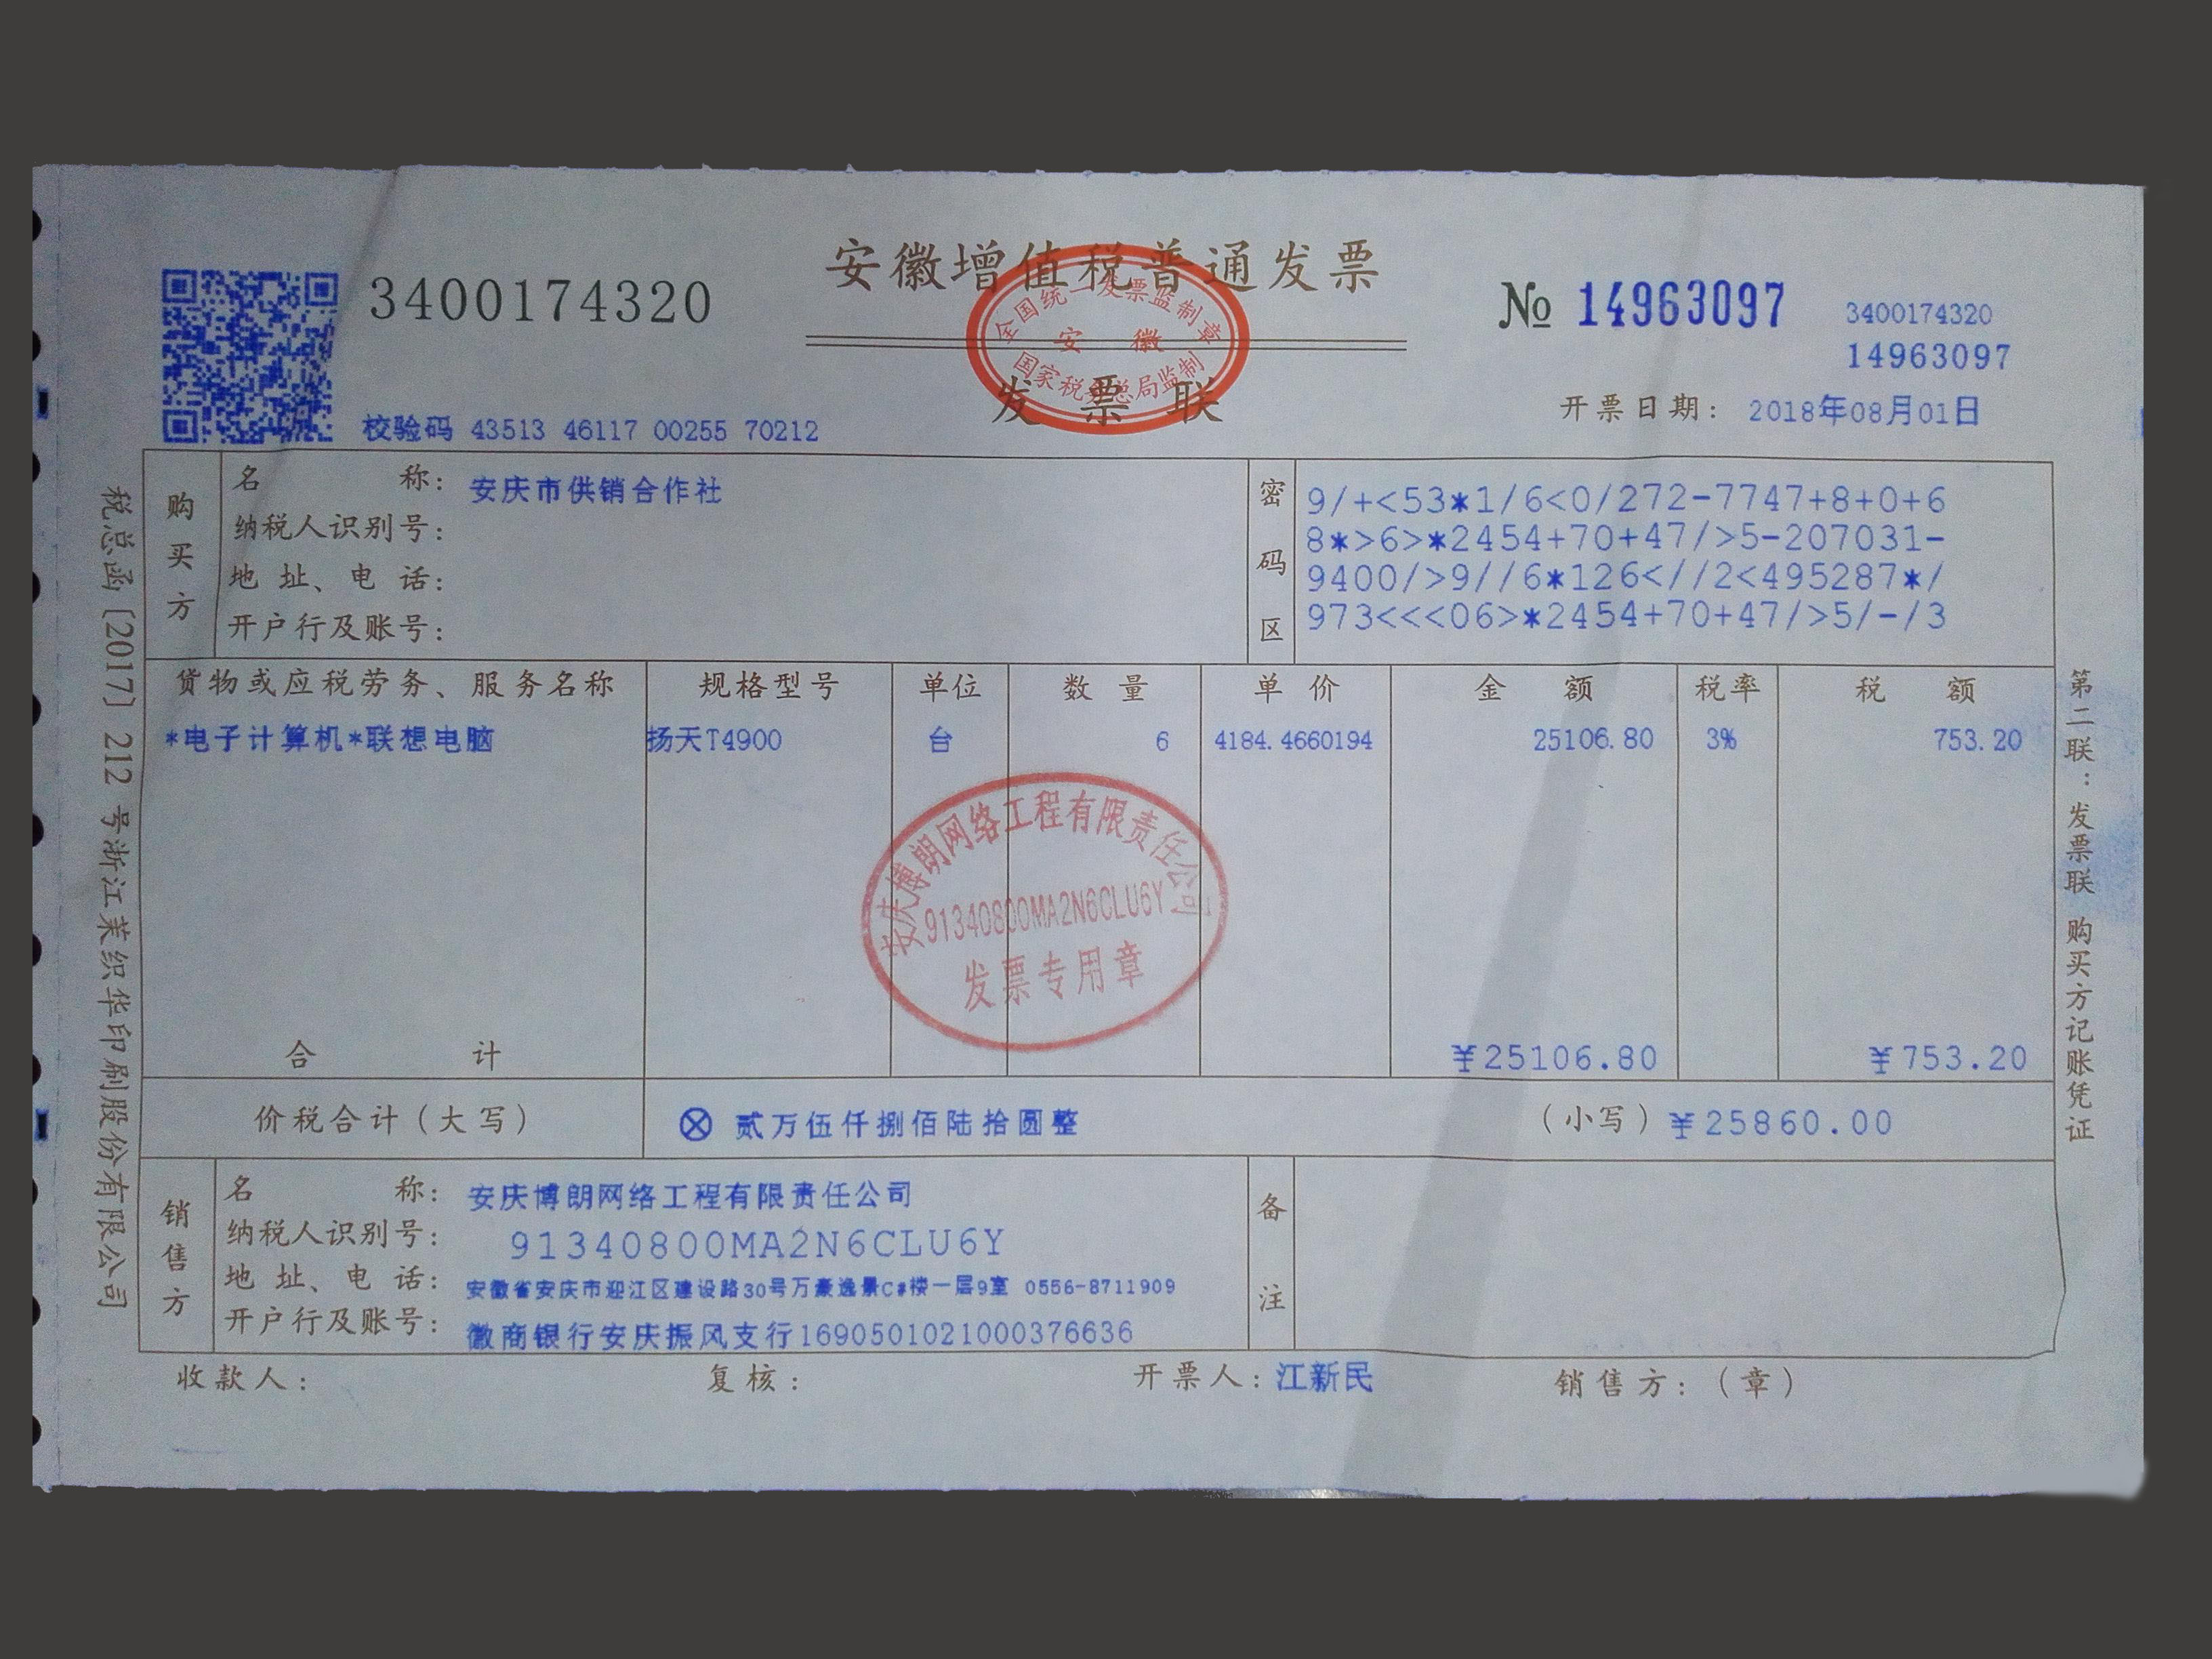 安徽增值税普通发票
3400174320
№ 14963097
3400174320
14963097
全国统一发票监制章
安 徽
国家税务总局监制
发 票 联
校验码 43513 46117 00255 70212
开票日期: 2018年08月01日
购买方
名 称: 安庆市供销合作社
纳税人识别号:
地 址、电 话:
开户行及账号:
密码区
9/+<53*1/6<0/272-7747+8+0+6
8*>6>*2454+70+47/>5-207031-
9400/>9//6*126<//2<495287*/
973<<<06>*2454+70+47/>5/-/3
货物或应税劳务、服务名称 规格型号 单位 数 量 单 价 金 额 税率 税 额
*电子计算机*联想电脑 扬天T4900 台 6 4184.4660194 25106.80 3% 753.20
安庆博朗网络工程有限责任公司
91340800MA2N6CLU6Y
发票专用章
合 计 ¥25106.80 ¥753.20
价税合计(大写) ⊗ 贰万伍仟捌佰陆拾圆整 (小写) ¥25860.00
销售方
名 称: 安庆博朗网络工程有限责任公司
纳税人识别号: 91340800MA2N6CLU6Y
地 址、电 话: 安徽省安庆市迎江区建设路30号万豪逸景C#楼一层9室 0556-8711909
开户行及账号: 徽商银行安庆振风支行1690501021000376636
备注
收款人: 复核: 开票人: 江新民 销售方:(章)
税总函〔2017〕212号浙江茉织华印刷股份有限公司
第二联:发票联 购买方记账凭证